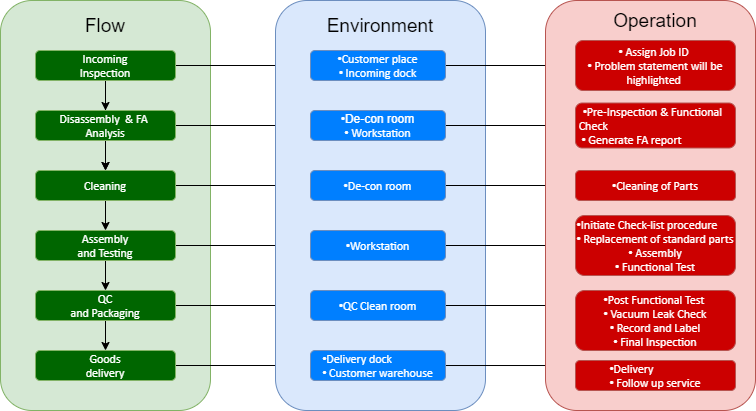 Flow
Incoming
Inspection
Disassembly & FA
Analysis
Cleaning
Assembly
and Testing
QC
and Packaging
Goods
delivery
Environment
•Customer place
• Incoming dock
•De-con room
• Workstation
•De-con room
•Workstation
•QC Clean room
•Delivery dock
• Customer warehouse
Operation
• Assign Job ID
• Problem statement will be
highlighted
•Pre-Inspection & Functional
Check
• Generate FA report
•Cleaning of Parts
•Initiate Check-list procedure
• Replacement of standard parts
• Assembly
• Functional Test
•Post Functional Test
• Vacuum Leak Check
• Record and Label
• Final Inspection
•Delivery
• Follow up service